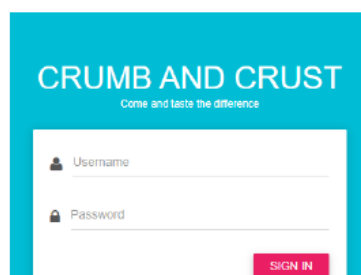 CRUMB AND CRUST
Come and taste the difference
Username
Password
SIGN IN